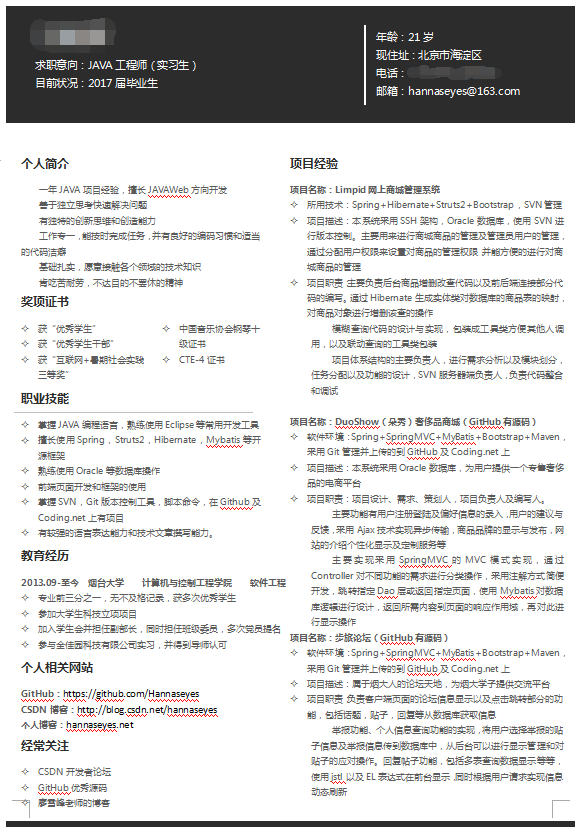 求职意向：JAVA 工程师（实习生）
目前状况：2017 届毕业生
年龄：21 岁
现住址：北京市海淀区
电话：
邮箱：hannaseyes@163.com
个人简介
一年 JAVA 项目经验，擅长 JAVAWeb 方向开发
善于独立思考快速解决问题
有独特的创新思维和创造能力
工作专一，能按时完成任务，并有良好的编码习惯和适当
的代码洁癖
基础扎实，愿意接触各个领域的技术知识
肯吃苦耐劳，不达目的不罢休的精神
奖项证书
获“优秀学生”
获“优秀学生干部”
获“互联网+暑期社会实践
三等奖”
中国音乐协会钢琴十
级证书
CTE-4 证书
职业技能
掌握 JAVA 编程语言，熟练使用 Eclipse 等常用开发工具
擅长使用 Spring，Struts2，Hibernate，Mybatis 等开
源框架
熟练使用 Oracle 等数据库操作
前端页面开发和框架的使用
掌握 SVN，Git 版本控制工具，脚本命令，在 Github 及
Coding.net 上有项目
有较强的语言表达能力和技术文章撰写能力。
教育经历
2013.09-至今 烟台大学 计算机与控制工程学院 软件工程
专业前三分之一，无不及格记录，获多次优秀学生
参加大学生科技立项项目
加入学生会并担任副部长，同时担任班级委员，多次党员提名
参与金佳园科技有限公司实习，并得到导师认可
个人相关网站
GitHub：https://github.com/Hannaseyes
CSDN 博客：http://blog.csdn.net/hannaseyes
个人博客：hannaseyes.net
经常关注
CSDN 开发者论坛
GitHub 优秀源码
廖雪峰老师的博客
项目经验
项目名称：Limpid 网上商城管理系统
所用技术：Spring+Hibernate+Struts2+Bootstrap，SVN 管理
项目描述：本系统采用 SSH 架构，Oracle 数据库，使用 SVN 进
行版本控制。主要用来进行商城商品的管理及管理员用户的管理，
通过分配用户权限来设置对商品的管理权限，并能方便的进行对商
城商品的管理
项目职责：主要负责后台商品增删改查代码以及前后端连接部分代
码的编写。通过 Hibernate 生成实体类对数据库的商品表的映射，
对商品对象进行增删该查的操作
模糊查询代码的设计与实现，包装成工具类方便其他人调
用，以及联动查询的工具类包装
项目体系结构的主要负责人，进行需求分析以及模块划分，
任务分配以及功能的设计，SVN 服务器端负责人，负责代码整合
和调试
项目名称：DuoShow（朵秀）奢侈品商城（GitHub 有源码）
软件环境：Spring+SpringMVC+MyBatis+Bootstrap+Maven，
采用 Git 管理并上传的到 GitHub 及 Coding.net 上
项目描述：本系统采用 Oracle 数据库，为用户提供一个专售奢侈
品的电商平台
项目职责：项目设计、需求、策划人，项目负责人及编写人。
主要功能有用户注册登陆及偏好信息的录入，用户的建议与
反馈，采用 Ajax 技术实现异步传输，商品品牌的显示与发布，网
站的介绍个性化显示及定制服务等
主要实现采用 SpringMVC 的 MVC 模式实现，通过
Controller 对不同功能的需求进行分类操作，采用注解方式简便
开发，跳转指定 Dao 层或返回指定页面，使用 Mybatis 对数据
库逻辑进行设计，返回所需内容到页面的响应作用域，再对此进
行显示操作
项目名称：步旅论坛（GitHub 有源码）
软件环境：Spring+SpringMVC+MyBatis+Bootstrap+Maven，
采用 Git 管理并上传的到 GitHub 及 Coding.net 上
项目描述：属于烟大人的论坛天地，为烟大学子提供交流平台
项目职责：负责客户端页面的论坛信息显示以及点击跳转部分的功
能，包括话题，贴子，回复等从数据库获取信息
举报功能、个人信息查询功能的实现，将用户选择举报的贴
子信息及举报信息传到数据库中，从后台可以进行显示管理和对
贴子的应对操作。回复帖子功能，包括多表查询数据显示等等，
使用 jstl 以及 EL 表达式在前台显示，同时根据用户请求实现信息
动态刷新